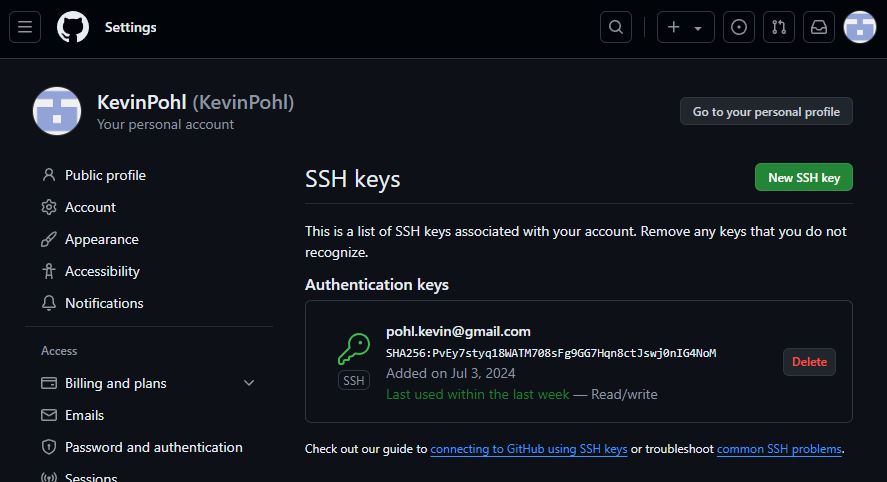 Settings
KevinPohl (KevinPohl)
Your personal account
Go to your personal profile
Public profile
Account
Appearance
Accessibility
Notifications
Access
Billing and plans
Emails
Password and authentication
Sessions
SSH keys
New SSH key
This is a list of SSH keys associated with your account. Remove any keys that you do not
recognize.
Authentication keys
SSH
pohl.kevin@gmail.com
SHA256:PvEy7styq18WATM708sFg9GG7Hqn8ctJswj0nIG4NoM
Added on Jul 3, 2024
Last used within the last week — Read/write
Delete
Check out our guide to connecting to GitHub using SSH keys or troubleshoot common SSH problems.